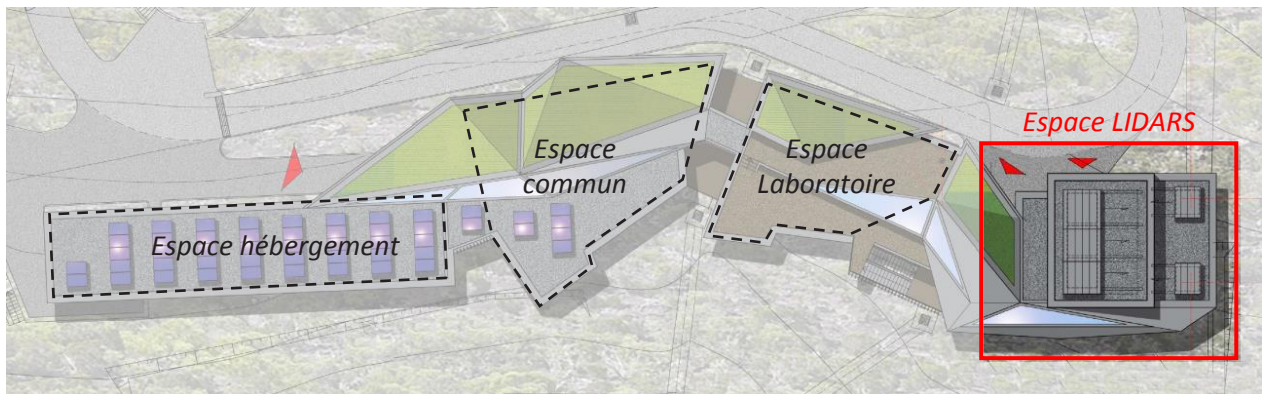 Espace LIDARS
Espace
commun
Espace
Laboratoire
Espace hébergement